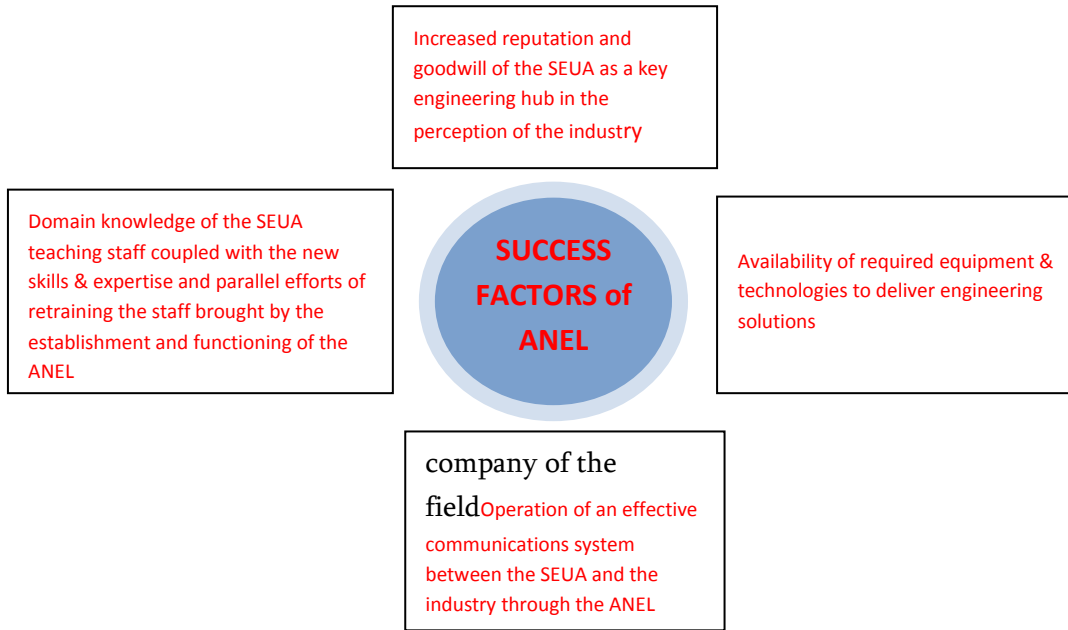 Increased reputation and
goodwill of the SEUA as a key
engineering hub in the
perception of the industry
Domain knowledge of the SEUA
teaching staff coupled with the new
skills & expertise and parallel efforts of
retraining the staff brought by the
establishment and functioning of the
ANEL
SUCCESS
FACTORS of
ANEL
Availability of required equipment &
technologies to deliver engineering
solutions
company of the
fieldOperation of an effective
communications system
between the SEUA and the
industry through the ANEL